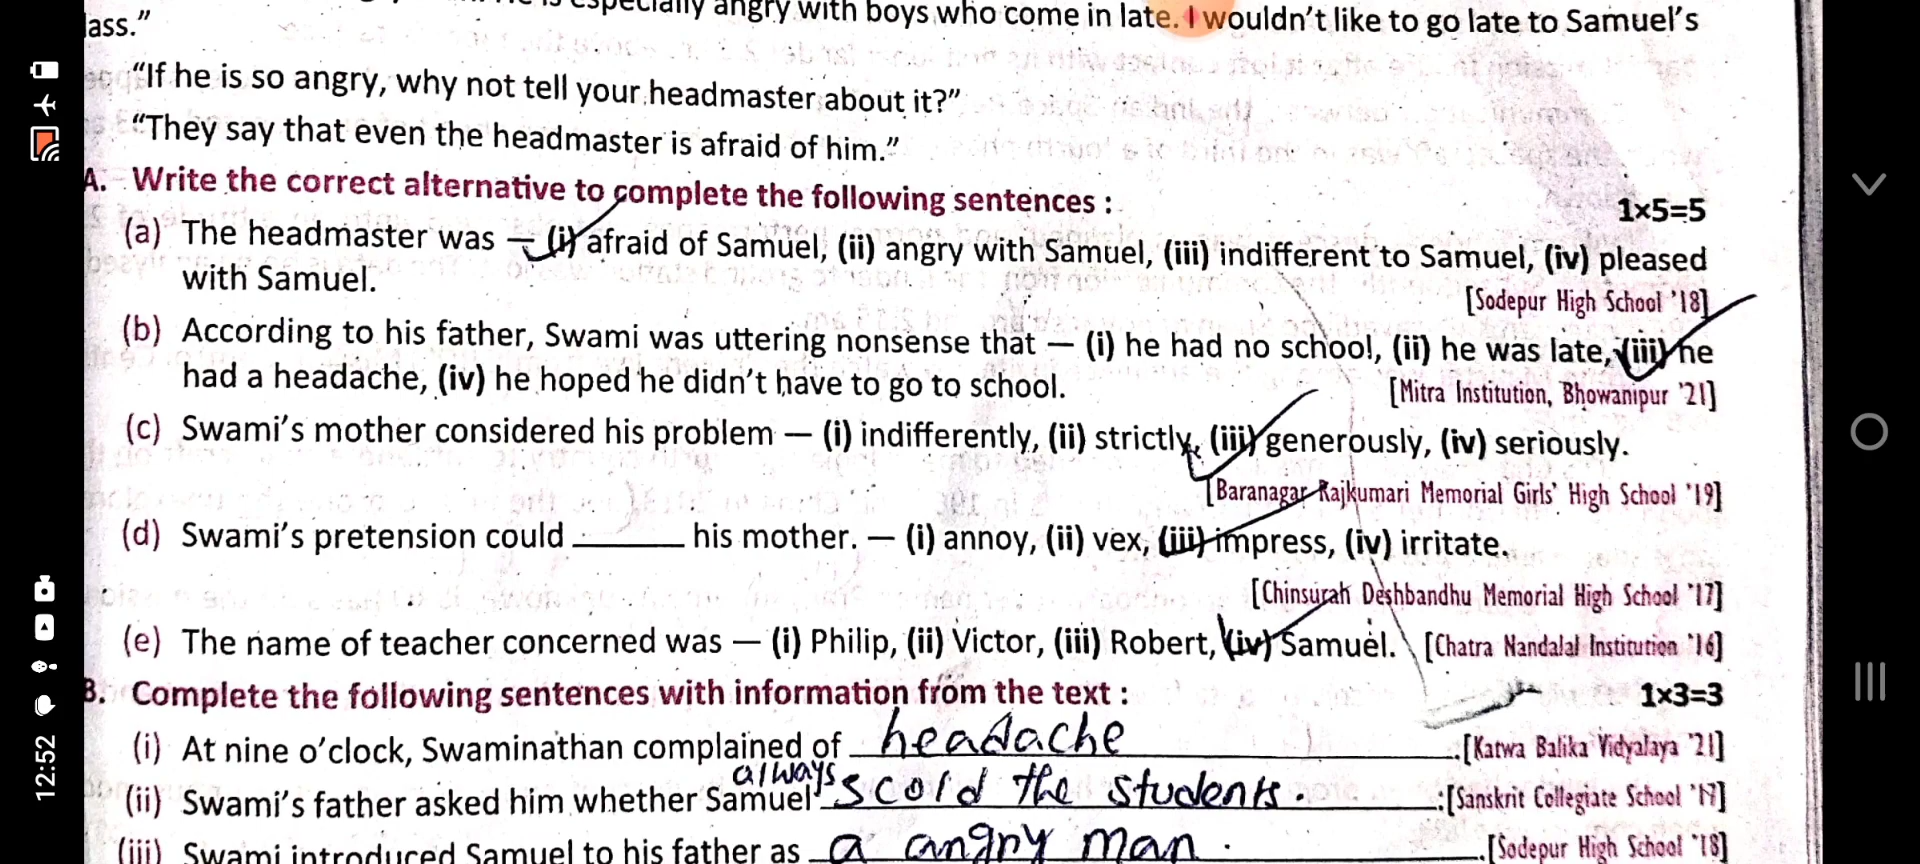 especially angry with boys who come in late. I wouldn't like to go late to Samuel's
lass."
"If he is so angry, why not tell your headmaster about it?"
"They say that even the headmaster is afraid of him."
A. Write the correct alternative to complete the following sentences : 1×5=5
(a) The headmaster was — (i) afraid of Samuel, (ii) angry with Samuel, (iii) indifferent to Samuel, (iv) pleased
with Samuel. [Sodepur High School '18]
(b) According to his father, Swami was uttering nonsense that — (i) he had no school, (ii) he was late, (iii) he
had a headache, (iv) he hoped he didn't have to go to school. [Mitra Institution, Bhowanipur '21]
(c) Swami's mother considered his problem — (i) indifferently, (ii) strictly, (iii) generously, (iv) seriously.
[Baranagar Rajkumari Memorial Girls' High School '19]
(d) Swami's pretension could ______ his mother. — (i) annoy, (ii) vex, (iii) impress, (iv) irritate.
[Chinsurah Deshbandhu Memorial High School '17]
(e) The name of teacher concerned was — (i) Philip, (ii) Victor, (iii) Robert, (iv) Samuel. [Chatra Nandalal Institution '16]
B. Complete the following sentences with information from the text : 1×3=3
(i) At nine o'clock, Swaminathan complained of headache. [Katwa Balika Vidyalaya '21]
always
(ii) Swami's father asked him whether Samuel scold the students. [Sanskrit Collegiate School '17]
(iii) Swami introduced Samuel to his father as a angry man. [Sodepur High School '18]
12:52